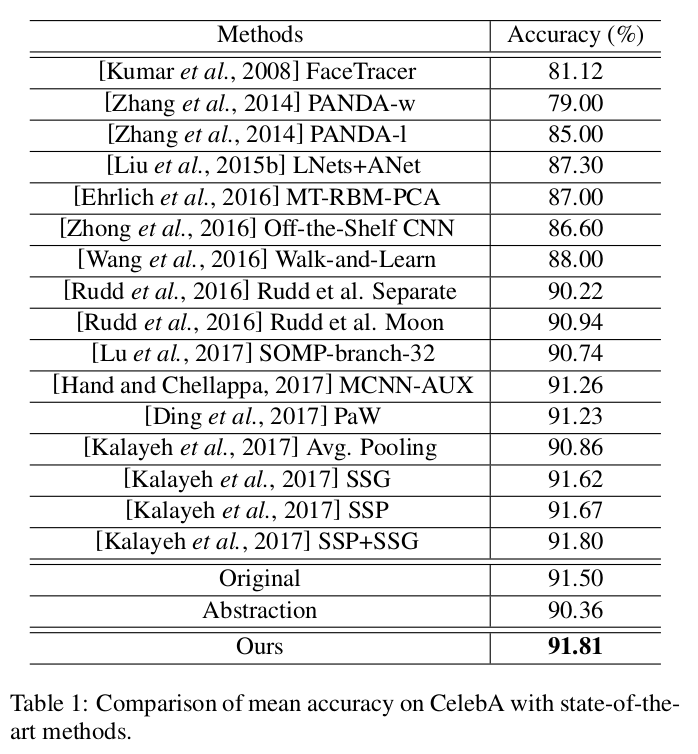 Methods Accuracy (%)
[Kumar et al., 2008] FaceTracer 81.12
[Zhang et al., 2014] PANDA-w 79.00
[Zhang et al., 2014] PANDA-l 85.00
[Liu et al., 2015b] LNets+ANet 87.30
[Ehrlich et al., 2016] MT-RBM-PCA 87.00
[Zhong et al., 2016] Off-the-Shelf CNN 86.60
[Wang et al., 2016] Walk-and-Learn 88.00
[Rudd et al., 2016] Rudd et al. Separate 90.22
[Rudd et al., 2016] Rudd et al. Moon 90.94
[Lu et al., 2017] SOMP-branch-32 90.74
[Hand and Chellappa, 2017] MCNN-AUX 91.26
[Ding et al., 2017] PaW 91.23
[Kalayeh et al., 2017] Avg. Pooling 90.86
[Kalayeh et al., 2017] SSG 91.62
[Kalayeh et al., 2017] SSP 91.67
[Kalayeh et al., 2017] SSP+SSG 91.80
Original 91.50
Abstraction 90.36
Ours 91.81
Table 1: Comparison of mean accuracy on CelebA with state-of-the-
art methods.